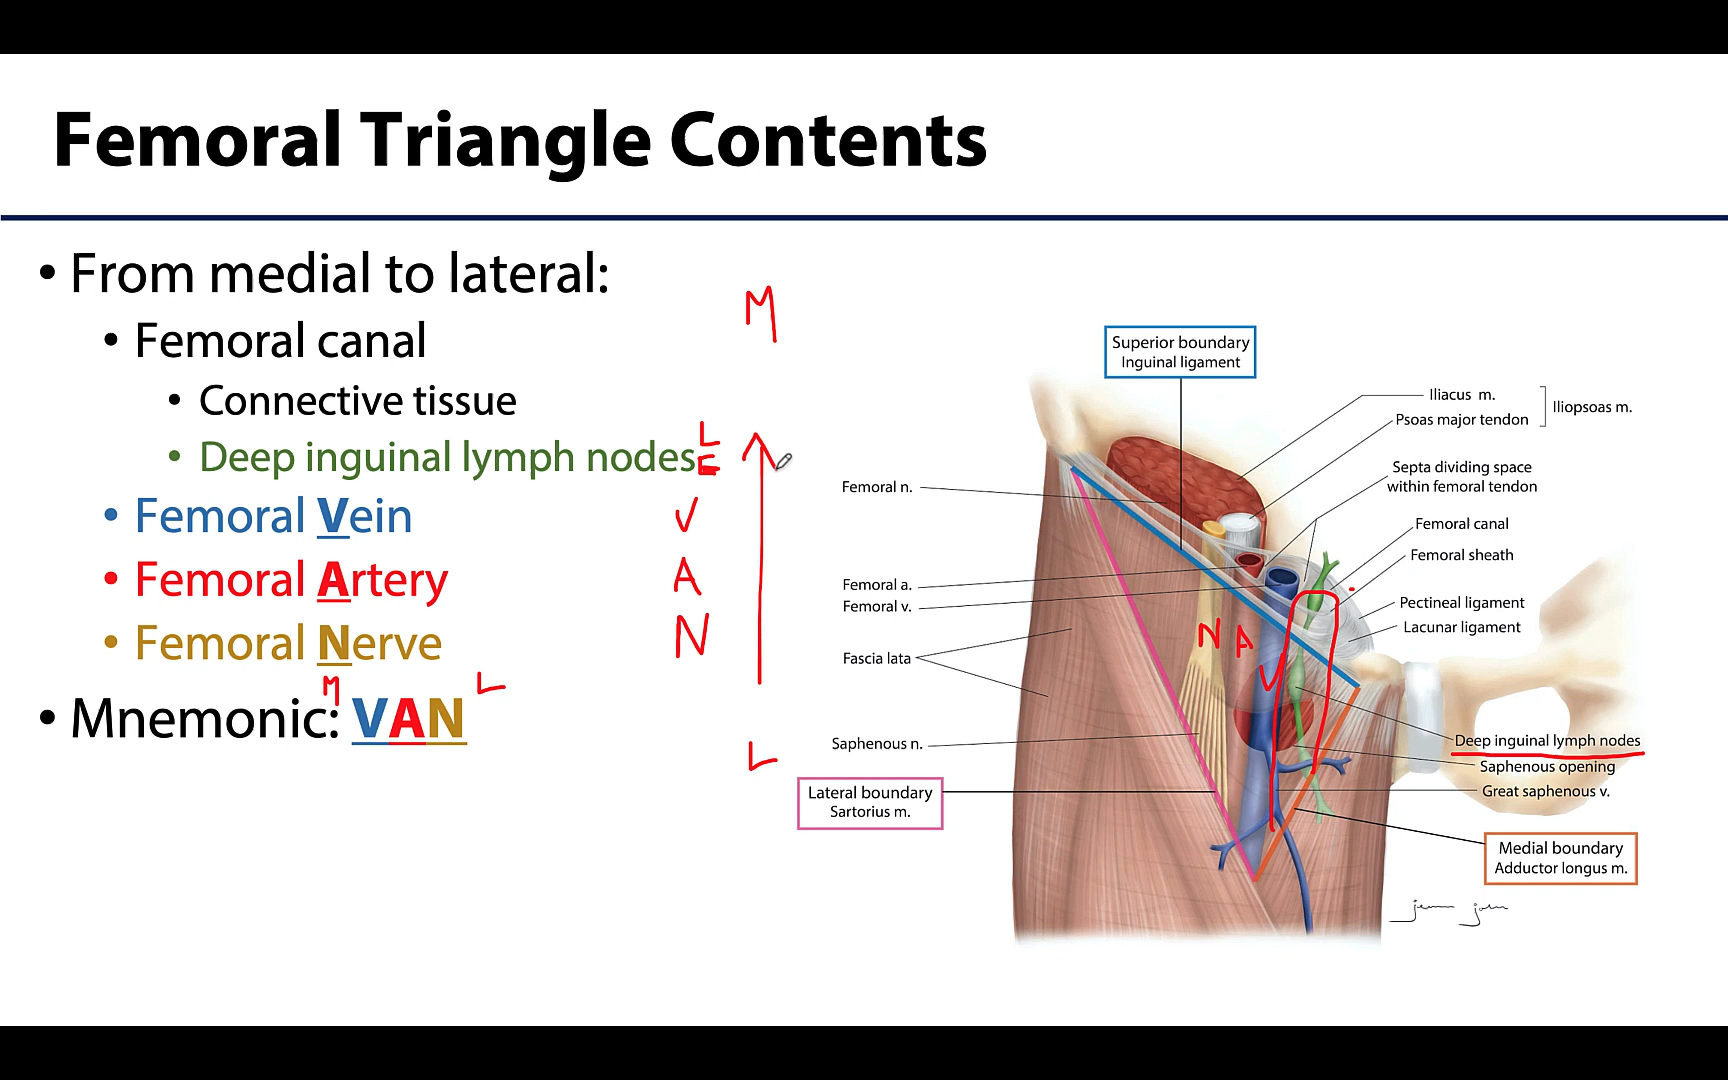 Femoral Triangle Contents
• From medial to lateral:
M
• Femoral canal
• Connective tissue
• Deep inguinal lymph nodes
L
E
• Femoral Vein
V
• Femoral Artery
A
• Femoral Nerve
N
M
L
• Mnemonic: VAN
L
Superior boundary
Inguinal ligament
Iliacus m.
Psoas major tendon
Iliopsoas m.
Septa dividing space
within femoral tendon
Femoral n.
Femoral canal
Femoral sheath
Femoral a.
Femoral v.
Pectineal ligament
Lacunar ligament
N A
V
Fascia lata
Saphenous n.
Deep inguinal lymph nodes
Saphenous opening
Great saphenous v.
Lateral boundary
Sartorius m.
Medial boundary
Adductor longus m.